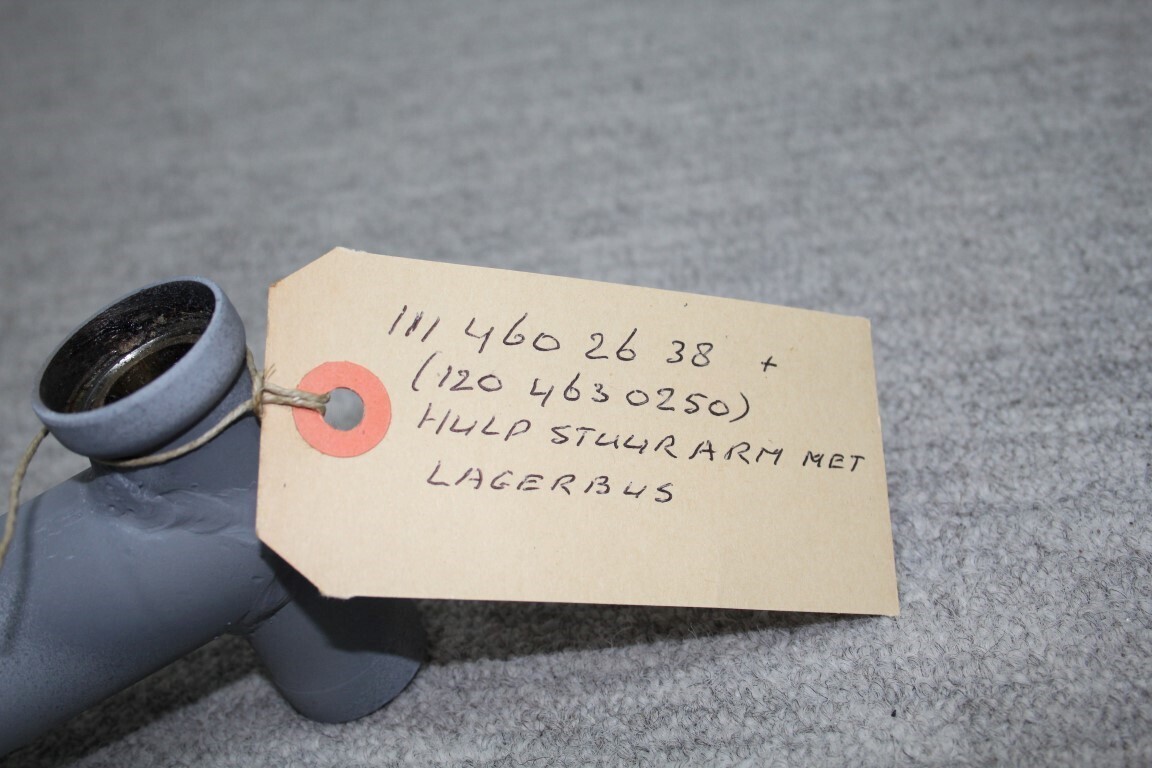 111 460 26 38 +
(120 463 0250)
HULP STUURARM MET
LAGERBUS